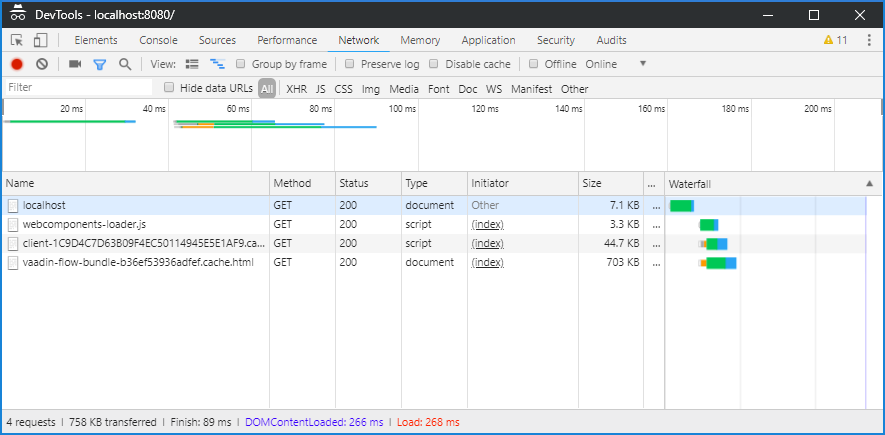 DevTools - localhost:8080/
Elements Console Sources Performance Network Memory Application Security Audits 11
View: Group by frame Preserve log Disable cache Offline Online
Filter Hide data URLs All XHR JS CSS Img Media Font Doc WS Manifest Other
20 ms 40 ms 60 ms 80 ms 100 ms 120 ms 140 ms 160 ms 180 ms 200 ms
Name Method Status Type Initiator Size ... Waterfall
localhost GET 200 document Other 7.1 KB ...
webcomponents-loader.js GET 200 script (index) 3.3 KB ...
client-1C9D4C7D63B09F4EC50114945E5E1AF9.ca... GET 200 script (index) 44.7 KB ...
vaadin-flow-bundle-b36ef53936adfef.cache.html GET 200 document (index) 703 KB ...
4 requests | 758 KB transferred | Finish: 89 ms | DOMContentLoaded: 266 ms | Load: 268 ms